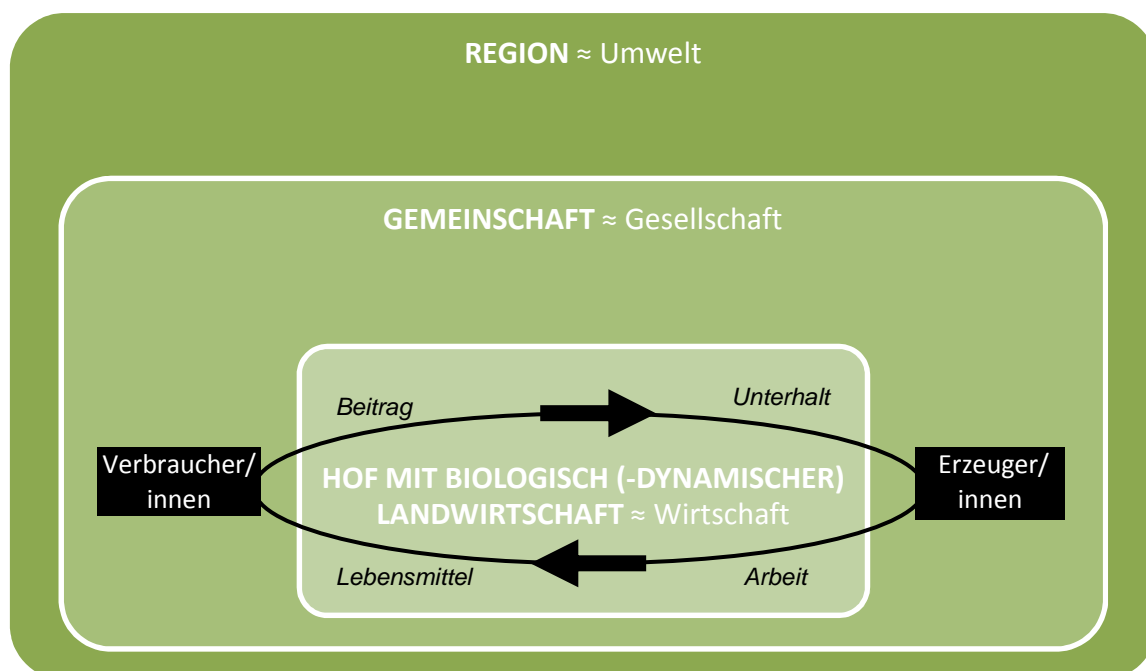 REGION ≈ Umwelt
GEMEINSCHAFT ≈ Gesellschaft
Beitrag
Unterhalt
Verbraucher/
innen
HOF MIT BIOLOGISCH (-DYNAMISCHER)
LANDWIRTSCHAFT ≈ Wirtschaft
Erzeuger/
innen
Lebensmittel
Arbeit